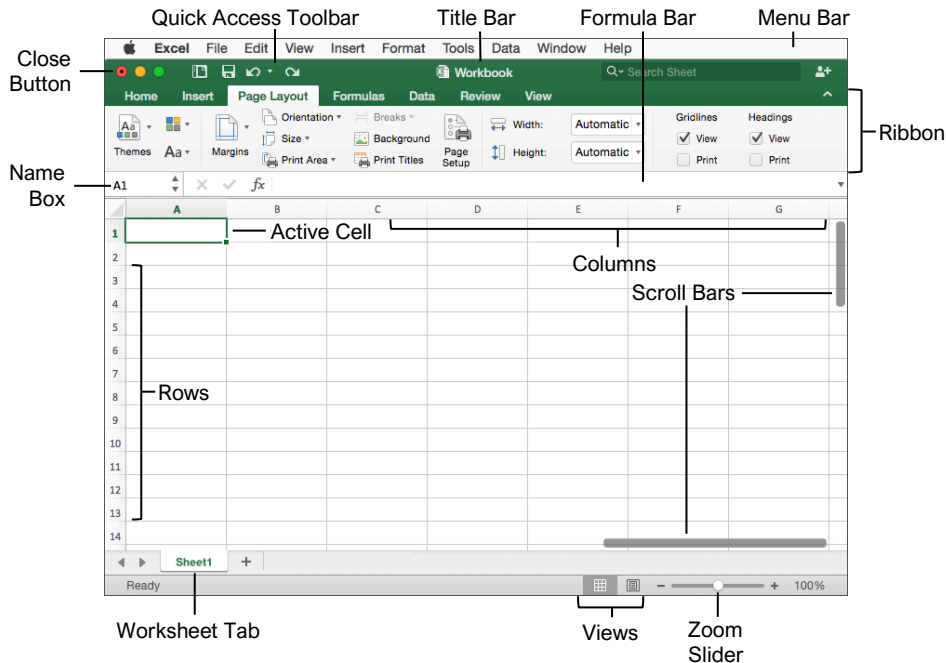 Quick Access Toolbar Title Bar Formula Bar Menu Bar
Excel File Edit View Insert Format Tools Data Window Help
Close
Button
Workbook
Search Sheet
Home Insert Page Layout Formulas Data Review View
Aa
Themes
Aa
Margins
Orientation
Size
Print Area
Breaks
Background
Print Titles
Page
Setup
Width: Automatic
Height: Automatic
Gridlines
View
Print
Headings
View
Print
Ribbon
Name
Box
A1 fx
A B C D E F G
1
Active Cell
2
Columns
3
Scroll Bars
4
5
6
7
8
Rows
9
10
11
12
13
14
Sheet1 +
Ready
− + 100%
Worksheet Tab
Views
Zoom
Slider